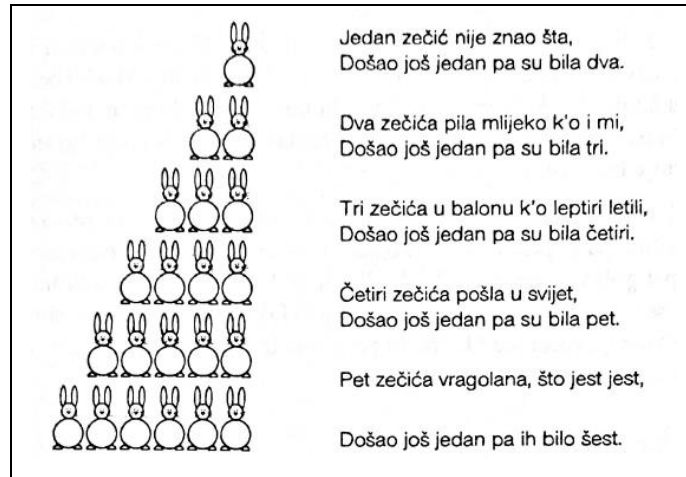 Jedan zečić nije znao šta,
Došao još jedan pa su bila dva.
Dva zečića pila mlijeko k'o i mi,
Došao još jedan pa su bila tri.
Tri zečića u balonu k'o leptiri letili,
Došao još jedan pa su bila četiri.
Četiri zečića pošla u svijet,
Došao još jedan pa su bila pet.
Pet zečića vragolana, što jest jest,
Došao još jedan pa ih bilo šest.